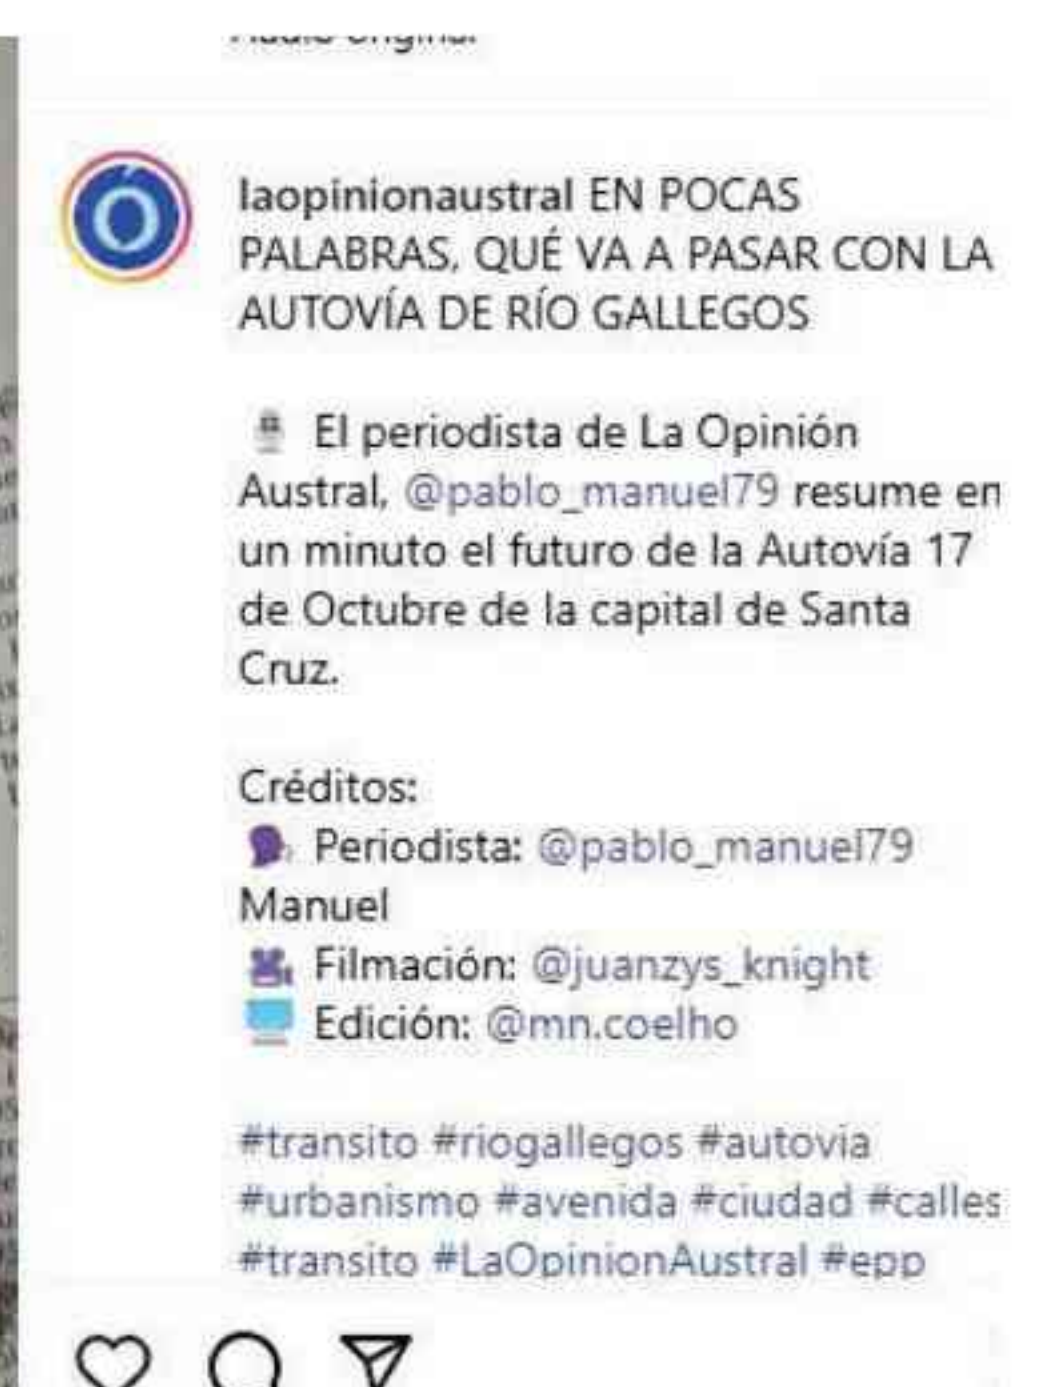 Audio original
laopinionaustral EN POCAS
PALABRAS, QUÉ VA A PASAR CON LA
AUTOVÍA DE RÍO GALLEGOS
El periodista de La Opinión
Austral, @pablo_manuel79 resume en
un minuto el futuro de la Autovía 17
de Octubre de la capital de Santa
Cruz.
Créditos:
Periodista: @pablo_manuel79
Manuel
Filmación: @juanzys_knight
Edición: @mn.coelho
#transito #riogallegos #autovia
#urbanismo #avenida #ciudad #calles
#transito #LaOpinionAustral #epp